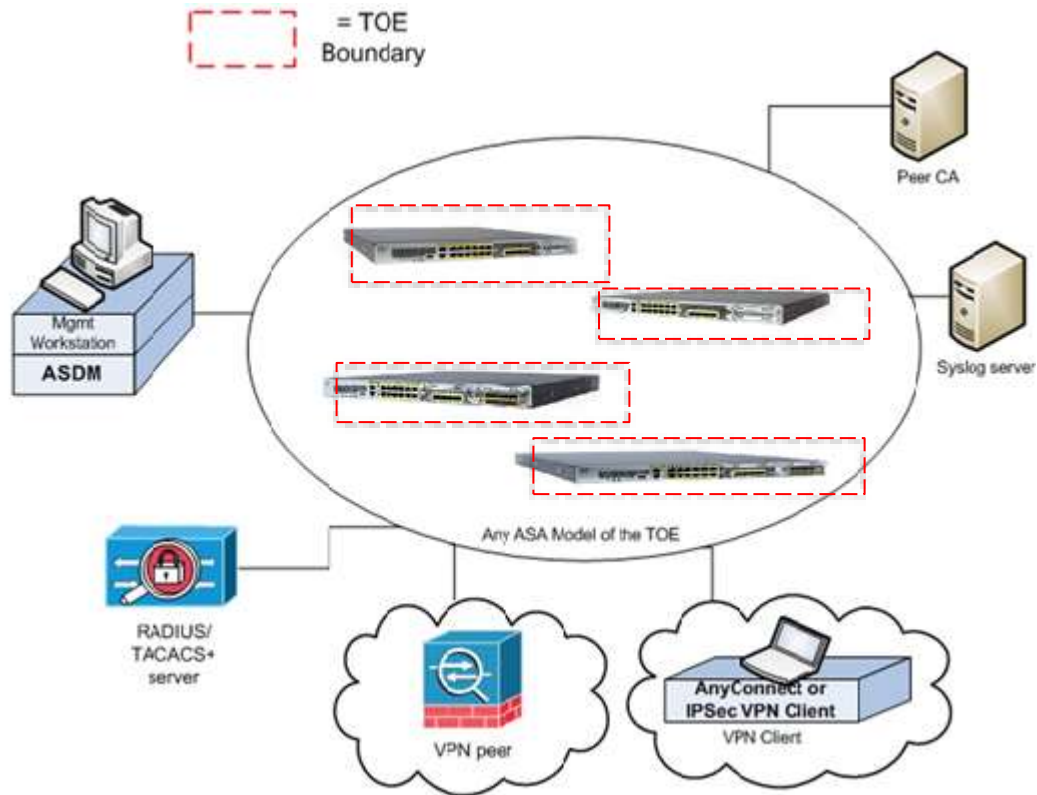 = TOE
Boundary
Peer CA
Mgmt
Workstation
ASDM
Syslog server
Any ASA Model of the TOE
RADIUS/
TACACS+
server
VPN peer
AnyConnect or
IPSec VPN Client
VPN Client